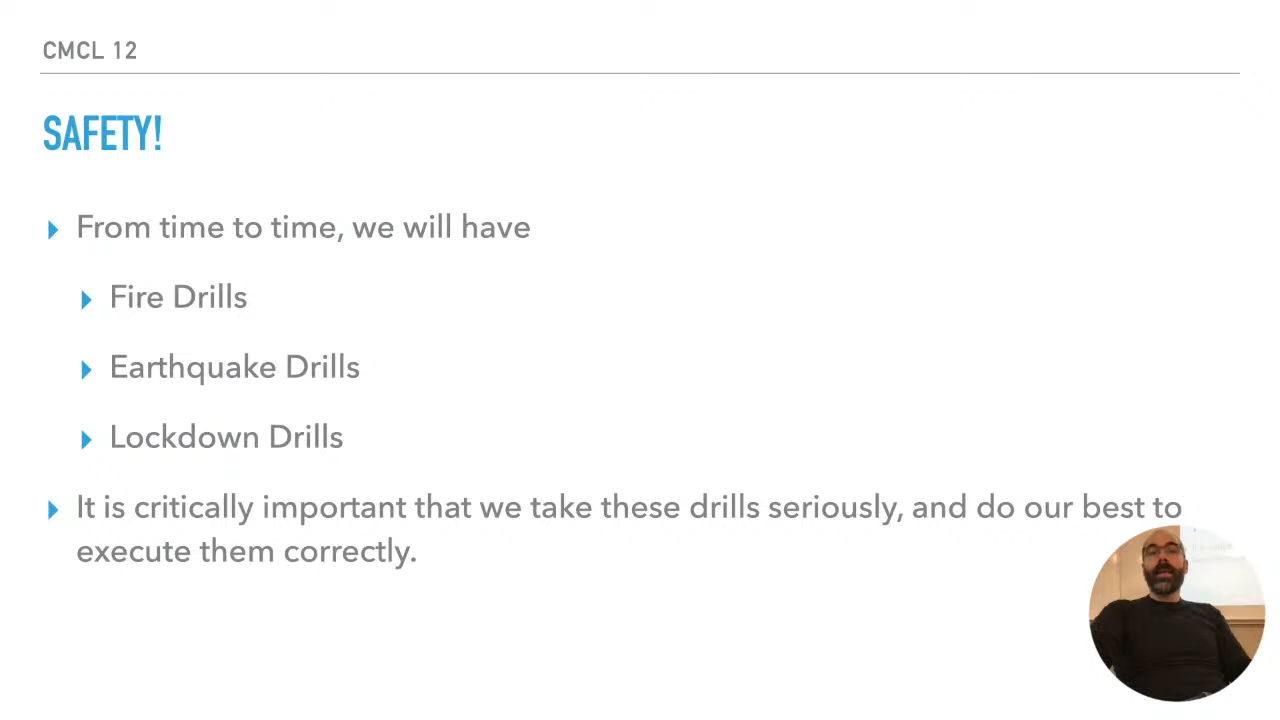 CMCL 12
SAFETY!
From time to time, we will have
Fire Drills
Earthquake Drills
Lockdown Drills
It is critically important that we take these drills seriously, and do our best to
execute them correctly.